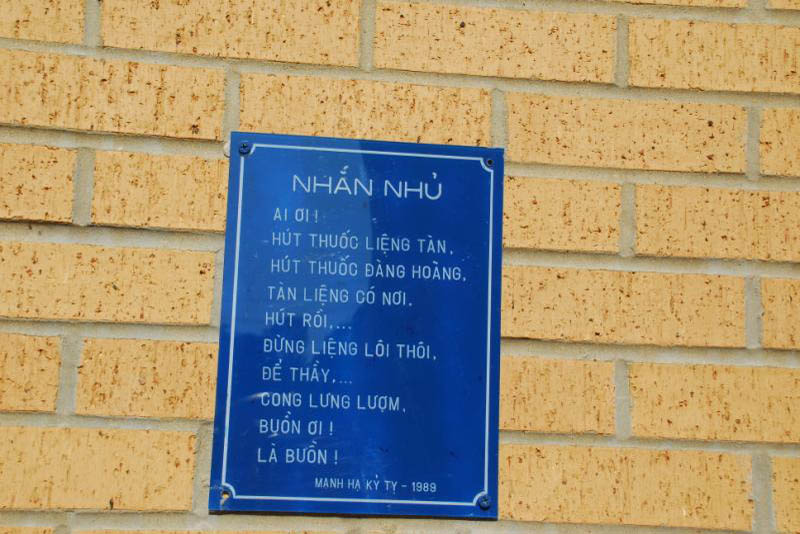 NHẮN NHỦ
AI ƠI !
HÚT THUỐC LIỆNG TÀN,
HÚT THUỐC ĐÀNG HOÀNG,
TÀN LIỆNG CÓ NƠI.
HÚT RỒI,...
ĐỪNG LIỆNG LÔI THÔI,
ĐỂ THẦY,...
CONG LƯNG LƯỢM,
BUỒN ƠI !
LÀ BUỒN !
MẠNH HẠ KỶ TỴ - 1989